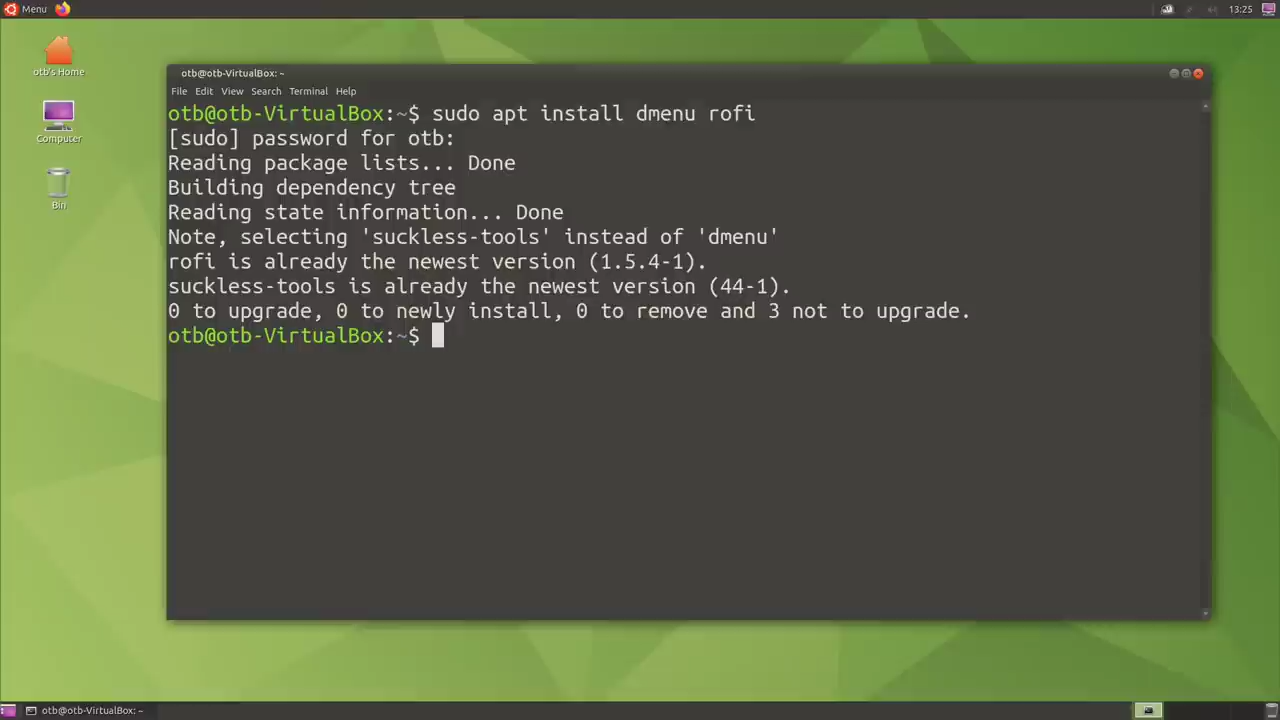 Menu
13:25
otb's Home
Computer
Bin
otb@otb-VirtualBox: ~
File Edit View Search Terminal Help
otb@otb-VirtualBox:~$ sudo apt install dmenu rofi
[sudo] password for otb:
Reading package lists... Done
Building dependency tree
Reading state information... Done
Note, selecting 'suckless-tools' instead of 'dmenu'
rofi is already the newest version (1.5.4-1).
suckless-tools is already the newest version (44-1).
0 to upgrade, 0 to newly install, 0 to remove and 3 not to upgrade.
otb@otb-VirtualBox:~$
otb@otb-VirtualBox: ~